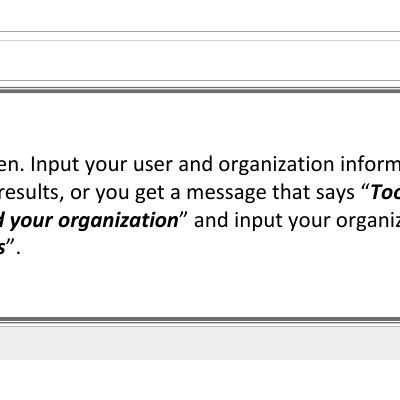 en. Input your user and organization inform
results, or you get a message that says “Too
d your organization” and input your organiz
s”.